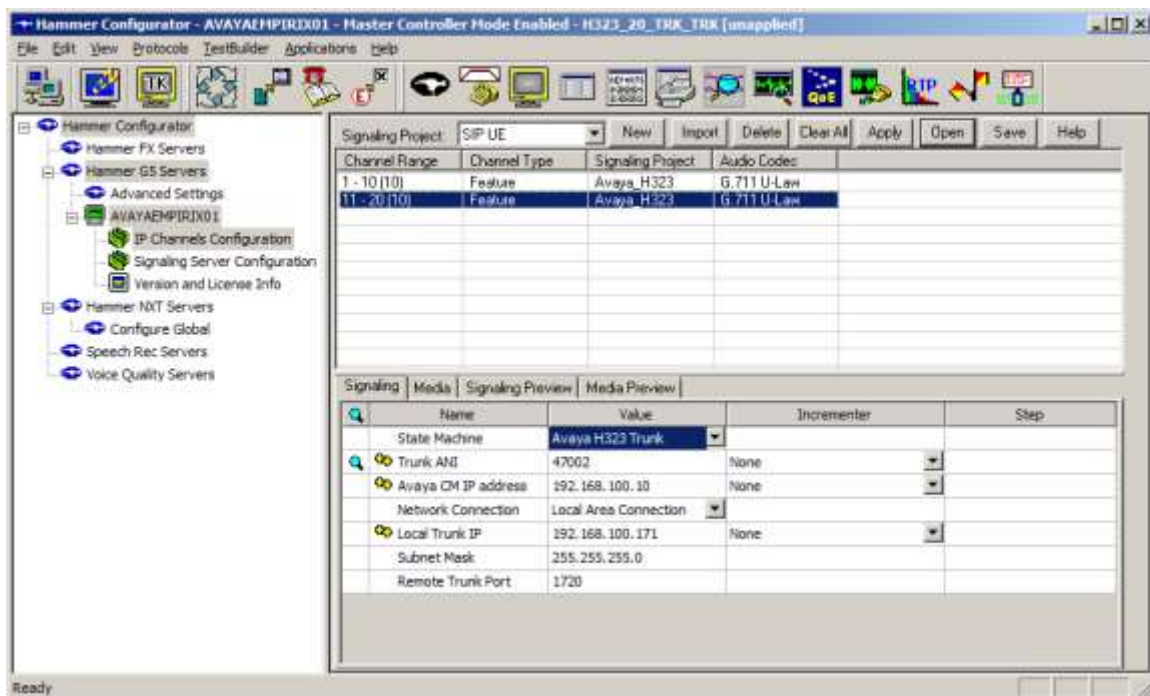 Hammer Configurator - AVAYAEMPIRIX01 - Master Controller Mode Enabled - H323_20_TRK_TRK [unapplied]
File Edit View Protocols TestBuilder Applications Help
TK E REPORTS QoE RTP
Hammer Configurator
Hammer FX Servers
Hammer G5 Servers
Advanced Settings
AVAYAEMPIRIX01
IP Channels Configuration
Signaling Server Configuration
Version and License Info
Hammer NXT Servers
Configure Global
Speech Rec Servers
Voice Quality Servers
Signaling Project SIP UE New Import Delete Clear All Apply Open Save Help
Channel Range Channel Type Signaling Project Audio Codec
1 - 10 (10) Feature Avaya_H323 G.711 U-Law
11 - 20 (10) Feature Avaya_H323 G.711 U-Law
Signaling Media Signaling Preview Media Preview
Name Value Incrementer Step
State Machine Avaya H323 Trunk
Trunk ANI 47002 None
Avaya CM IP address 192.168.100.10 None
Network Connection Local Area Connection
Local Trunk IP 192.168.100.171 None
Subnet Mask 255.255.255.0
Remote Trunk Port 1720
Ready